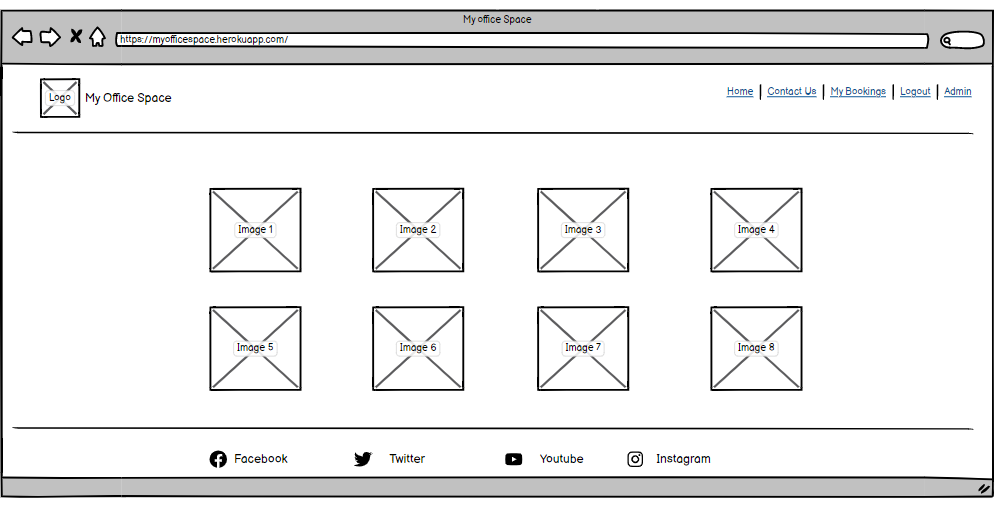 My office Space
https://myofficespace.herokuapp.com/
Logo My Office Space
Home Contact Us My Bookings Logout Admin
Image 1 Image 2 Image 3 Image 4
Image 5 Image 6 Image 7 Image 8
Facebook Twitter Youtube Instagram